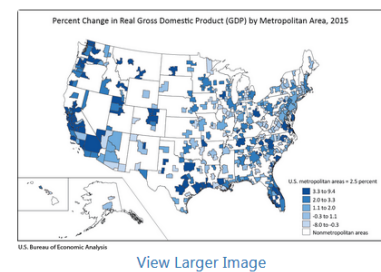 Percent Change in Real Gross Domestic Product (GDP) by Metropolitan Area, 2015
U.S. metropolitan areas = 2.5 percent
3.3 to 9.4
2.0 to 3.3
1.1 to 2.0
-0.3 to 1.1
-8.0 to -0.3
Nonmetropolitan areas
U.S. Bureau of Economic Analysis
View Larger Image